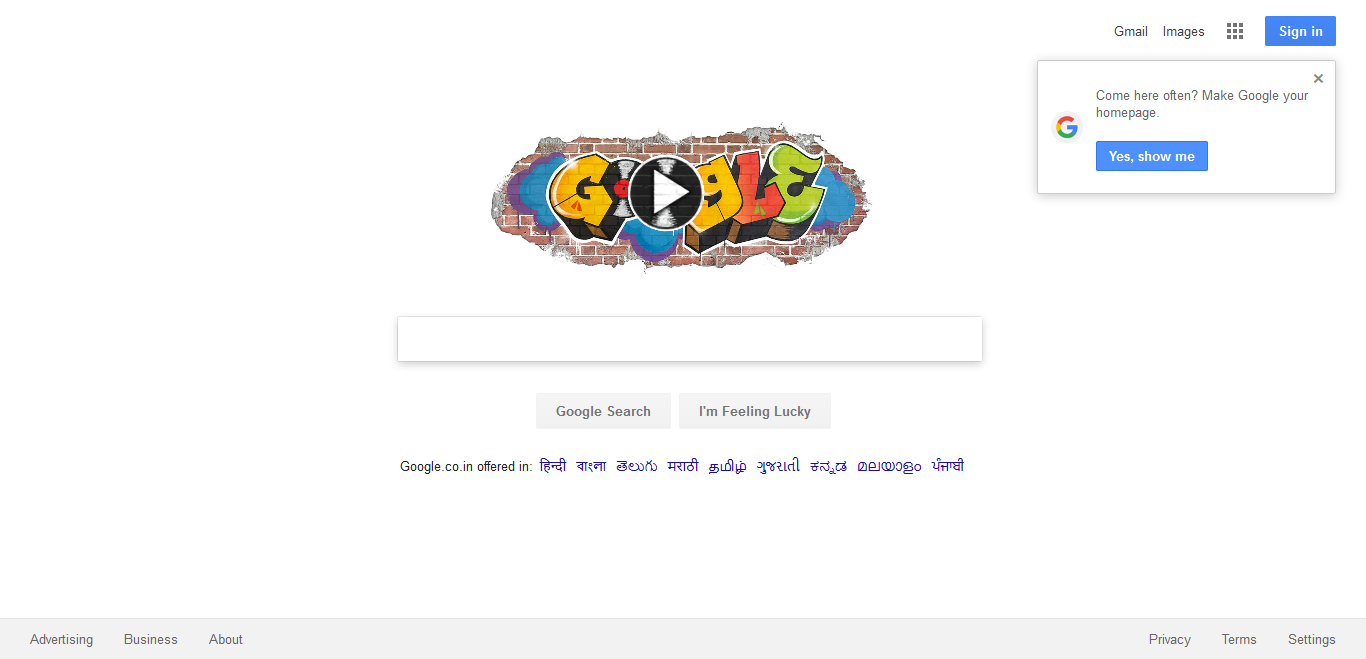 Gmail Images Sign in
Come here often? Make Google your
homepage.
Yes, show me
GOOGLE
Google Search I'm Feeling Lucky
Google.co.in offered in: हिन्दी বাংলা తెలుగు मराठी தமிழ் ગુજરાતી ಕನ್ನಡ മലയാളം ਪੰਜਾਬੀ
Advertising Business About Privacy Terms Settings